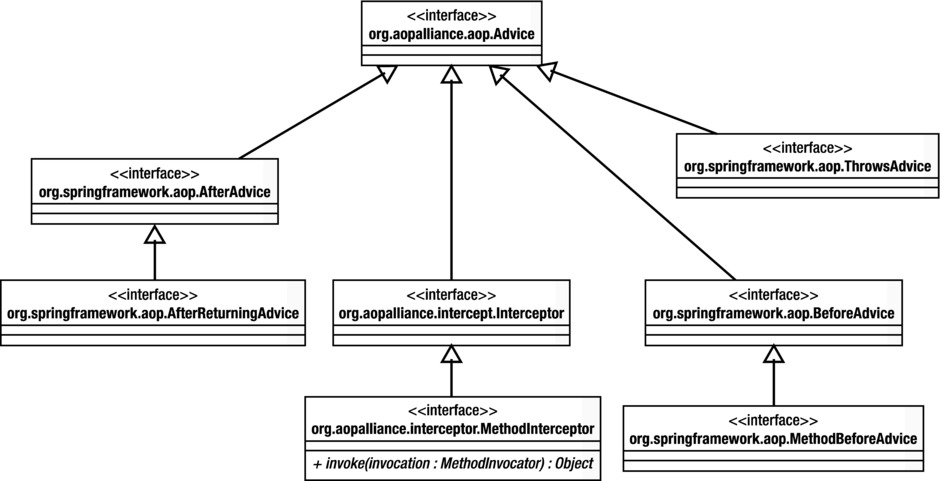 <<interface>>
org.aopalliance.aop.Advice
<<interface>>
org.springframework.aop.ThrowsAdvice
<<interface>>
org.springframework.aop.AfterAdvice
<<interface>>
org.springframework.aop.AfterReturningAdvice
<<interface>>
org.aopalliance.intercept.Interceptor
<<interface>>
org.springframework.aop.BeforeAdvice
<<interface>>
org.aopalliance.interceptor.MethodInterceptor
+ invoke(invocation : MethodInvocator) : Object
<<interface>>
org.springframework.aop.MethodBeforeAdvice